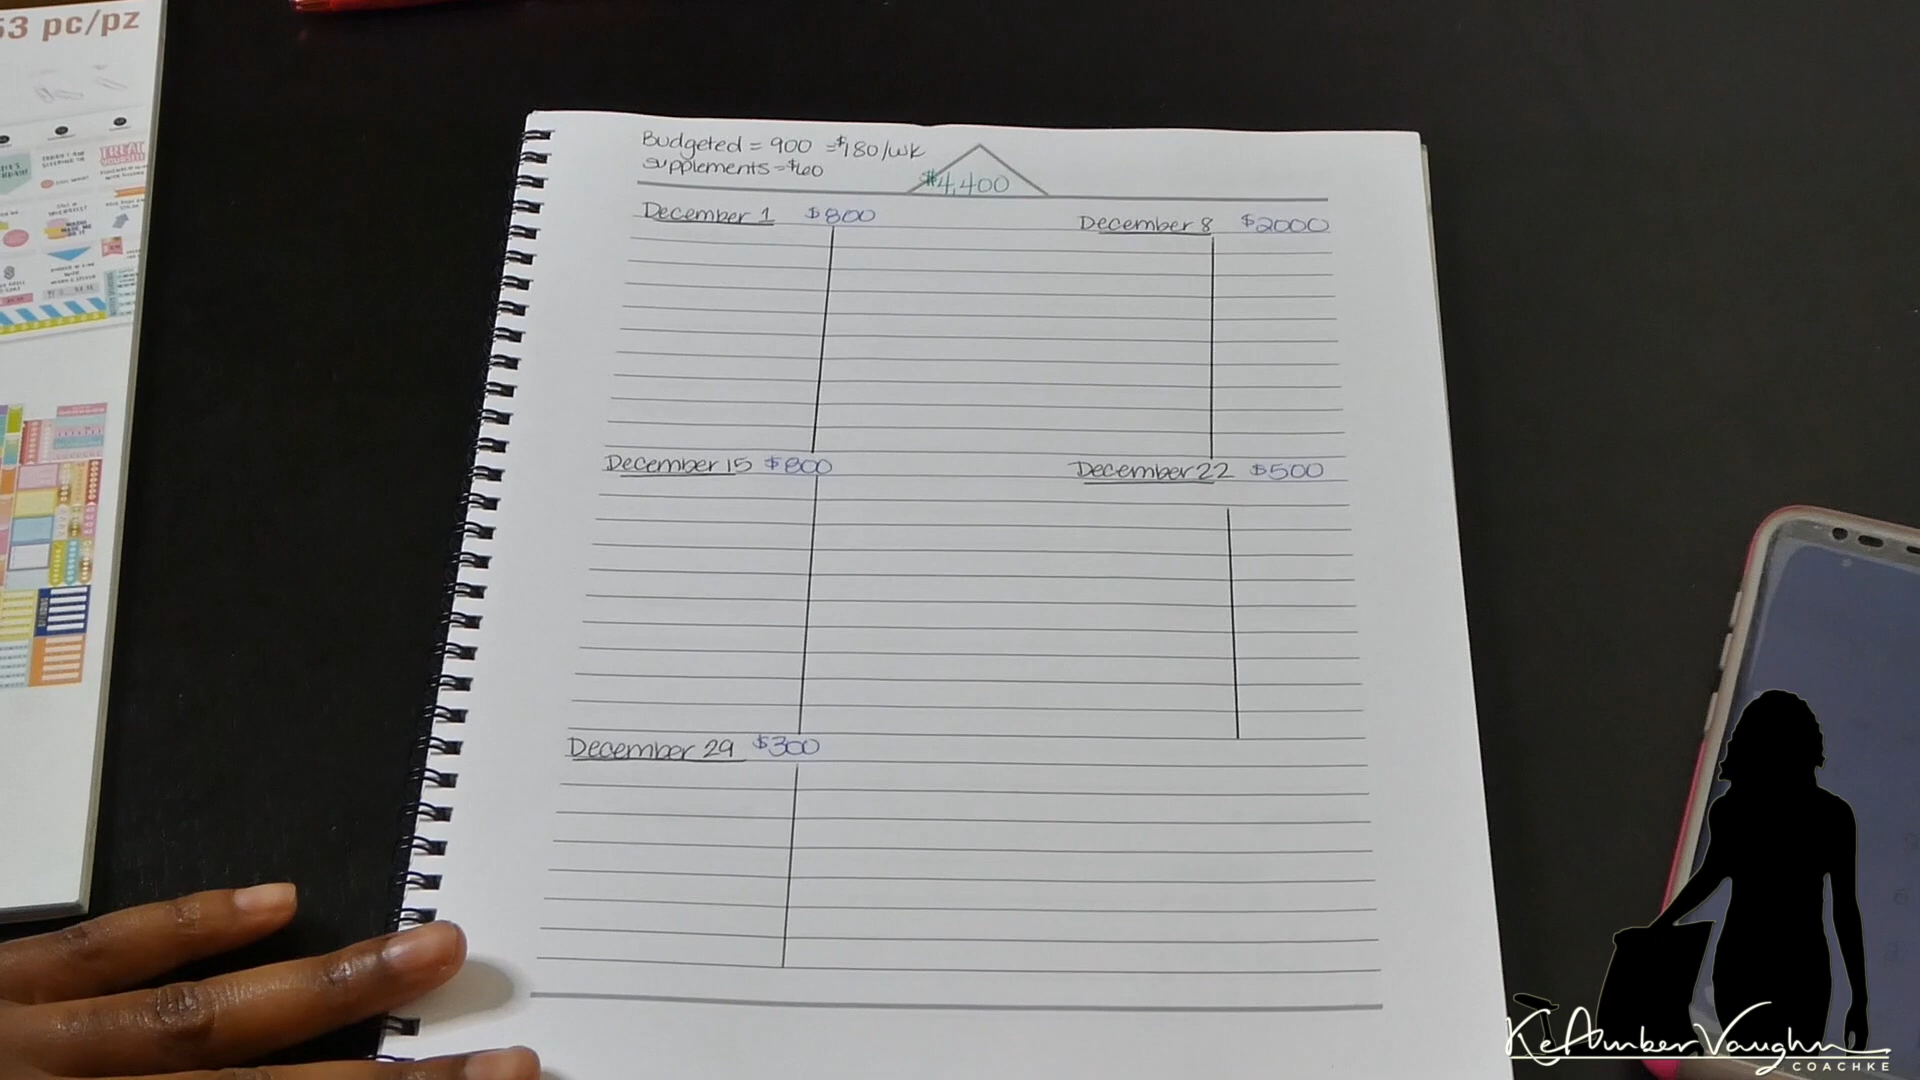 53 pc/pz
TREAT
Budgeted = 900 = $180/wk
supplements = $60
$4,400
December 1 $800
December 8 $2000
December 15 $800
December 22 $500
December 29 $300
KeAmber Vaughn
COACHKE